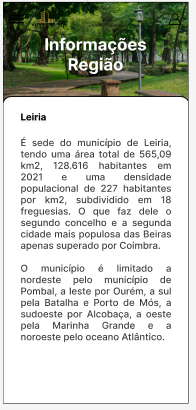 Informações
Região
Leiria
É sede do município de Leiria,
tendo uma área total de 565,09
km2, 128.616 habitantes em
2021 e uma densidade
populacional de 227 habitantes
por km2, subdividido em 18
freguesias. O que faz dele o
segundo concelho e a segunda
cidade mais populosa das Beiras
apenas superado por Coimbra.
O município é limitado a
nordeste pelo município de
Pombal, a leste por Ourém, a sul
pela Batalha e Porto de Mós, a
sudoeste por Alcobaça, a oeste
pela Marinha Grande e a
noroeste pelo oceano Atlântico.